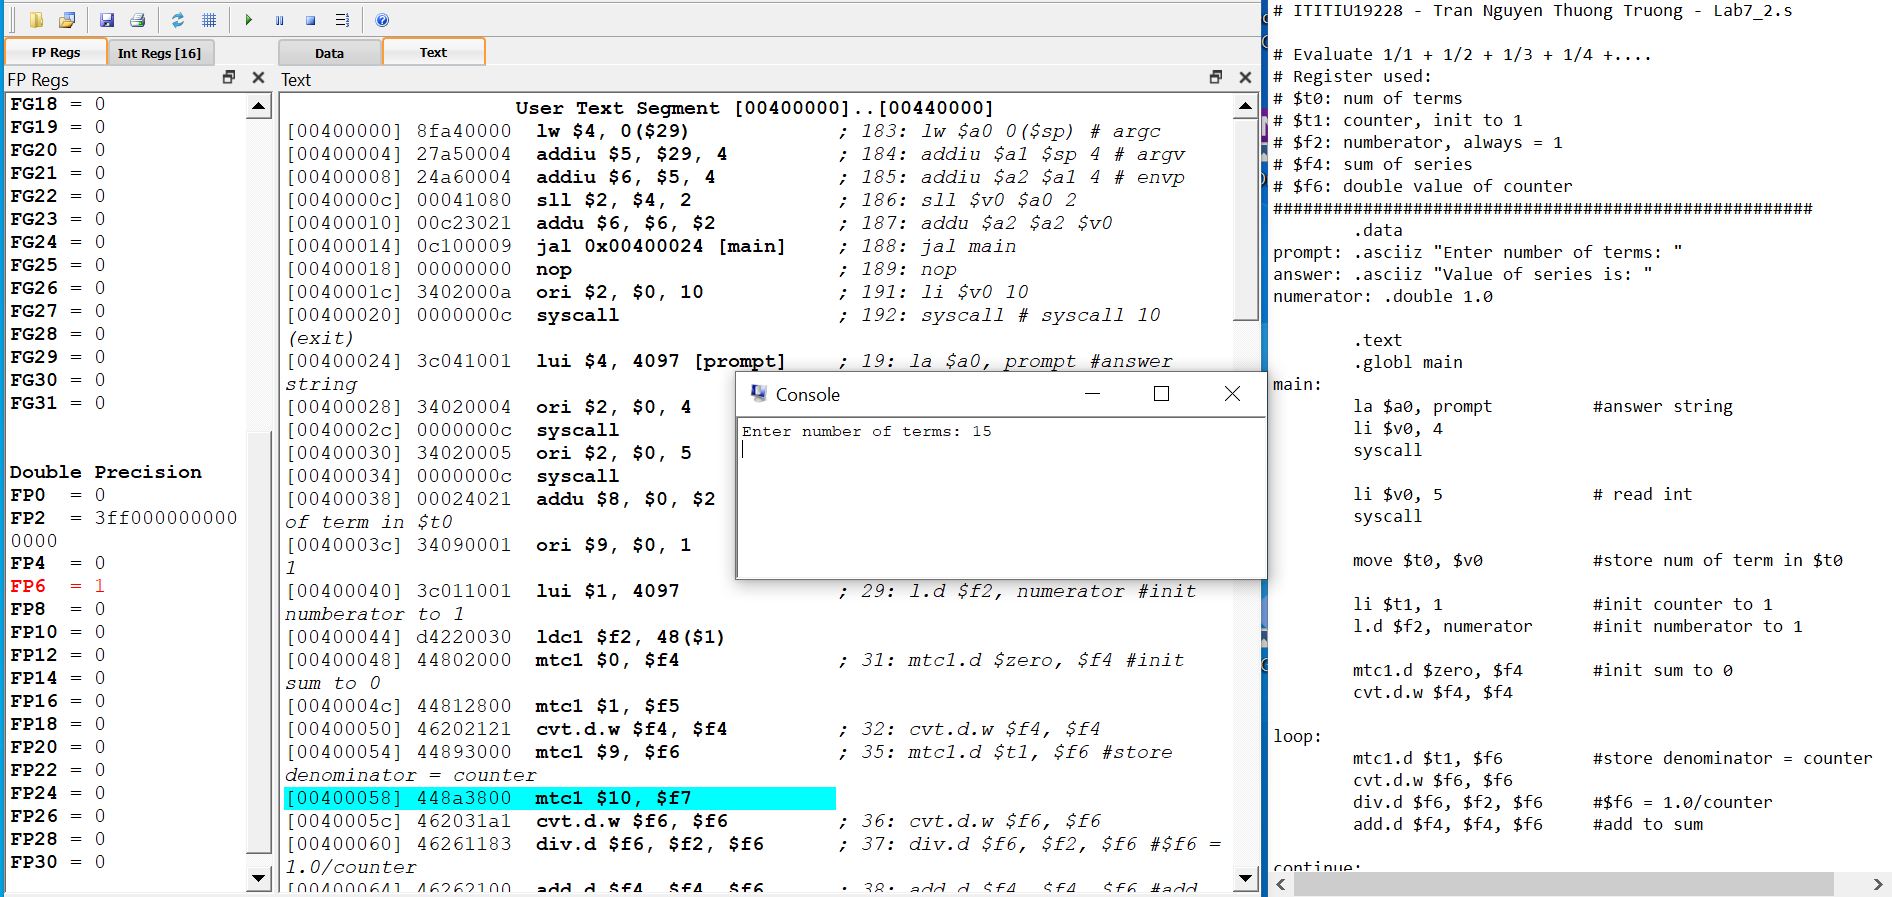 FP Regs
Int Regs [16]
Data
Text
FP Regs
FG18 = 0
FG19 = 0
FG20 = 0
FG21 = 0
FG22 = 0
FG23 = 0
FG24 = 0
FG25 = 0
FG26 = 0
FG27 = 0
FG28 = 0
FG29 = 0
FG30 = 0
FG31 = 0
Double Precision
FP0 = 0
FP2 = 3ff000000000
0000
FP4 = 0
FP6 = 1
FP8 = 0
FP10 = 0
FP12 = 0
FP14 = 0
FP16 = 0
FP18 = 0
FP20 = 0
FP22 = 0
FP24 = 0
FP26 = 0
FP28 = 0
FP30 = 0
Text
User Text Segment [00400000]..[00440000]
[00400000] 8fa40000 lw $4, 0($29) ; 183: lw $a0 0($sp) # argc
[00400004] 27a50004 addiu $5, $29, 4 ; 184: addiu $a1 $sp 4 # argv
[00400008] 24a60004 addiu $6, $5, 4 ; 185: addiu $a2 $a1 4 # envp
[0040000c] 00041080 sll $2, $4, 2 ; 186: sll $v0 $a0 2
[00400010] 00c23021 addu $6, $6, $2 ; 187: addu $a2 $a2 $v0
[00400014] 0c100009 jal 0x00400024 [main] ; 188: jal main
[00400018] 00000000 nop ; 189: nop
[0040001c] 3402000a ori $2, $0, 10 ; 191: li $v0 10
[00400020] 0000000c syscall ; 192: syscall # syscall 10
(exit)
[00400024] 3c041001 lui $4, 4097 [prompt] ; 19: la $a0, prompt #answer
string
[00400028] 34020004 ori $2, $0, 4
[0040002c] 0000000c syscall
[00400030] 34020005 ori $2, $0, 5
[00400034] 0000000c syscall
[00400038] 00024021 addu $8, $0, $2
of term in $t0
[0040003c] 34090001 ori $9, $0, 1
1
[00400040] 3c011001 lui $1, 4097 ; 29: l.d $f2, numerator #init
numberator to 1
[00400044] d4220030 ldc1 $f2, 48($1)
[00400048] 44802000 mtc1 $0, $f4 ; 31: mtc1.d $zero, $f4 #init
sum to 0
[0040004c] 44812800 mtc1 $1, $f5
[00400050] 46202121 cvt.d.w $f4, $f4 ; 32: cvt.d.w $f4, $f4
[00400054] 44893000 mtc1 $9, $f6 ; 35: mtc1.d $t1, $f6 #store
denominator = counter
[00400058] 448a3800 mtc1 $10, $f7
[0040005c] 462031a1 cvt.d.w $f6, $f6 ; 36: cvt.d.w $f6, $f6
[00400060] 46261183 div.d $f6, $f2, $f6 ; 37: div.d $f6, $f2, $f6 #$f6 =
1.0/counter
[00400064] 46262100 add.d $f4, $f4, $f6 ; 38: add.d $f4, $f4, $f6 #add
Console
Enter number of terms: 15
# ITITIU19228 - Tran Nguyen Thuong Truong - Lab7_2.s
# Evaluate 1/1 + 1/2 + 1/3 + 1/4 +....
# Register used:
# $t0: num of terms
# $t1: counter, init to 1
# $f2: numberator, always = 1
# $f4: sum of series
# $f6: double value of counter
######################################################
.data
prompt: .asciiz "Enter number of terms: "
answer: .asciiz "Value of series is: "
numerator: .double 1.0
.text
.globl main
main:
la $a0, prompt #answer string
li $v0, 4
syscall
li $v0, 5 # read int
syscall
move $t0, $v0 #store num of term in $t0
li $t1, 1 #init counter to 1
l.d $f2, numerator #init numberator to 1
mtc1.d $zero, $f4 #init sum to 0
cvt.d.w $f4, $f4
loop:
mtc1.d $t1, $f6 #store denominator = counter
cvt.d.w $f6, $f6
div.d $f6, $f2, $f6 #$f6 = 1.0/counter
add.d $f4, $f4, $f6 #add to sum
continue: